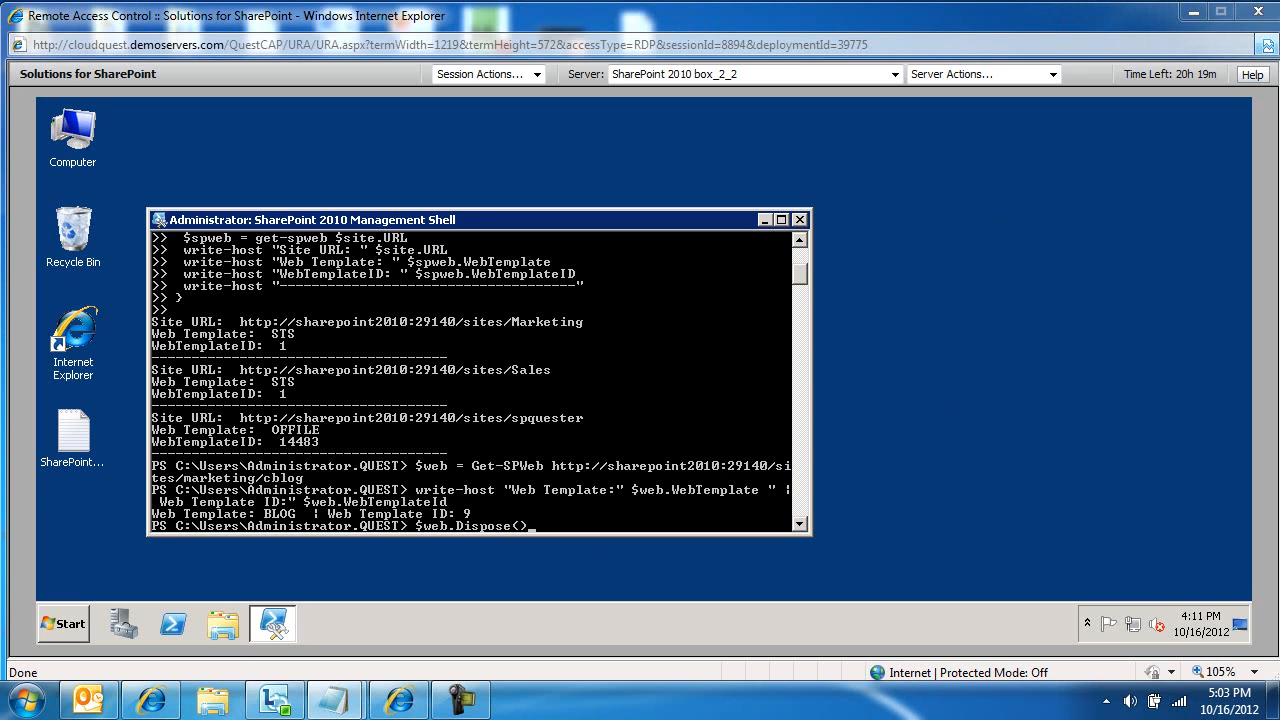 Remote Access Control :: Solutions for SharePoint - Windows Internet Explorer
http://cloudquest.demoservers.com/QuestCAP/URA/URA.aspx?termWidth=1219&termHeight=572&accessType=RDP&sessionId=8894&deploymentId=39775
Solutions for SharePoint Session Actions... Server: SharePoint 2010 box_2_2 Server Actions... Time Left: 20h 19m Help
Computer
Recycle Bin
Internet
Explorer
SharePoint...
Administrator: SharePoint 2010 Management Shell
>>  $spweb = get-spweb $site.URL
>>  write-host "Site URL: " $site.URL
>>  write-host "Web Template: " $spweb.WebTemplate
>>  write-host "WebTemplateID: " $spweb.WebTemplateID
>>  write-host "-------------------------------------"
>> }
>>
Site URL:  http://sharepoint2010:29140/sites/Marketing
Web Template:  STS
WebTemplateID:  1
-------------------------------------
Site URL:  http://sharepoint2010:29140/sites/Sales
Web Template:  STS
WebTemplateID:  1
-------------------------------------
Site URL:  http://sharepoint2010:29140/sites/spquester
Web Template:  OFFILE
WebTemplateID:  14483
-------------------------------------
PS C:\Users\Administrator.QUEST> $web = Get-SPWeb http://sharepoint2010:29140/si
tes/marketing/cblog
PS C:\Users\Administrator.QUEST> write-host "Web Template:" $web.WebTemplate " |
 Web Template ID:" $web.WebTemplateId
Web Template: BLOG  | Web Template ID: 9
PS C:\Users\Administrator.QUEST> $web.Dispose()_
Start
4:11 PM
10/16/2012
Done Internet | Protected Mode: Off 105%
5:03 PM
10/16/2012